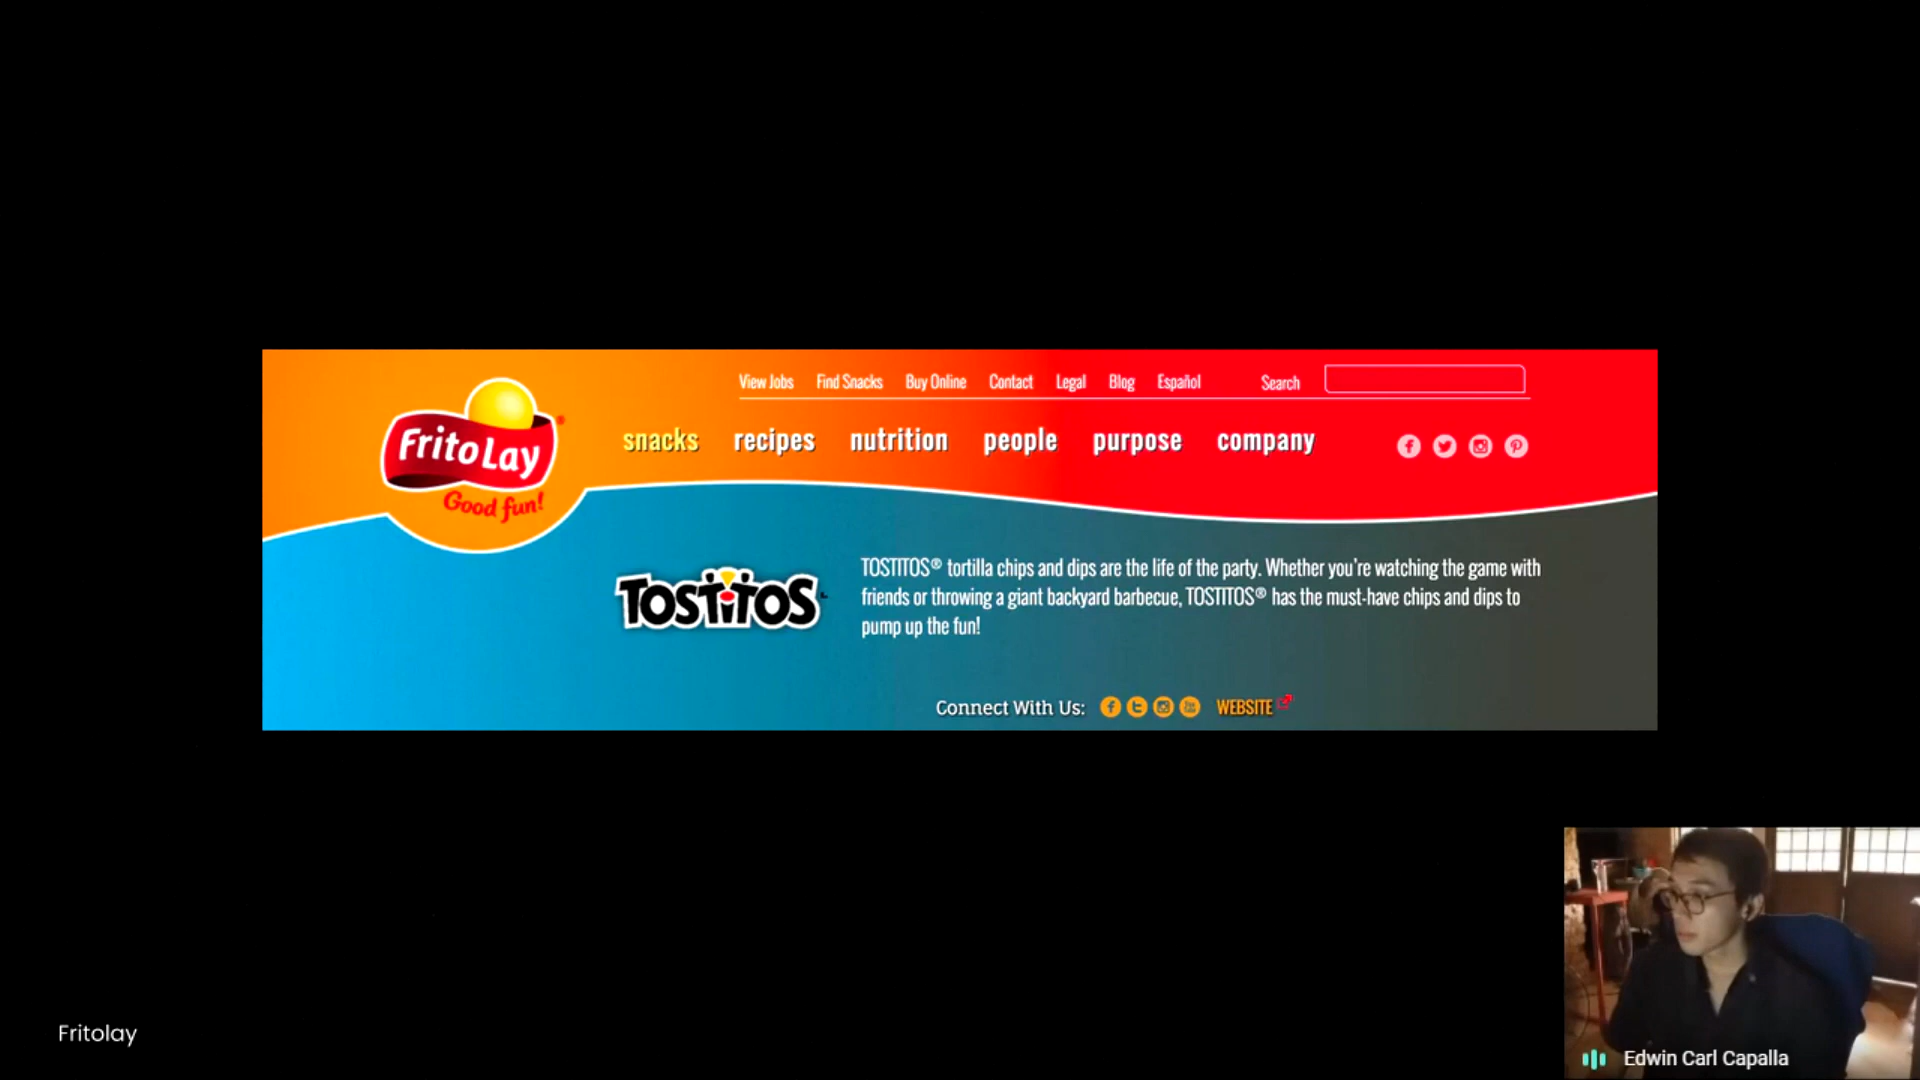 View Jobs Find Snacks Buy Online Contact Legal Blog Español Search
Frito Lay
Good fun!
snacks recipes nutrition people purpose company
TOSTITOS
TOSTITOS® tortilla chips and dips are the life of the party. Whether you're watching the game with
friends or throwing a giant backyard barbecue, TOSTITOS® has the must-have chips and dips to
pump up the fun!
Connect With Us: WEBSITE
Fritolay
Edwin Carl Capalla